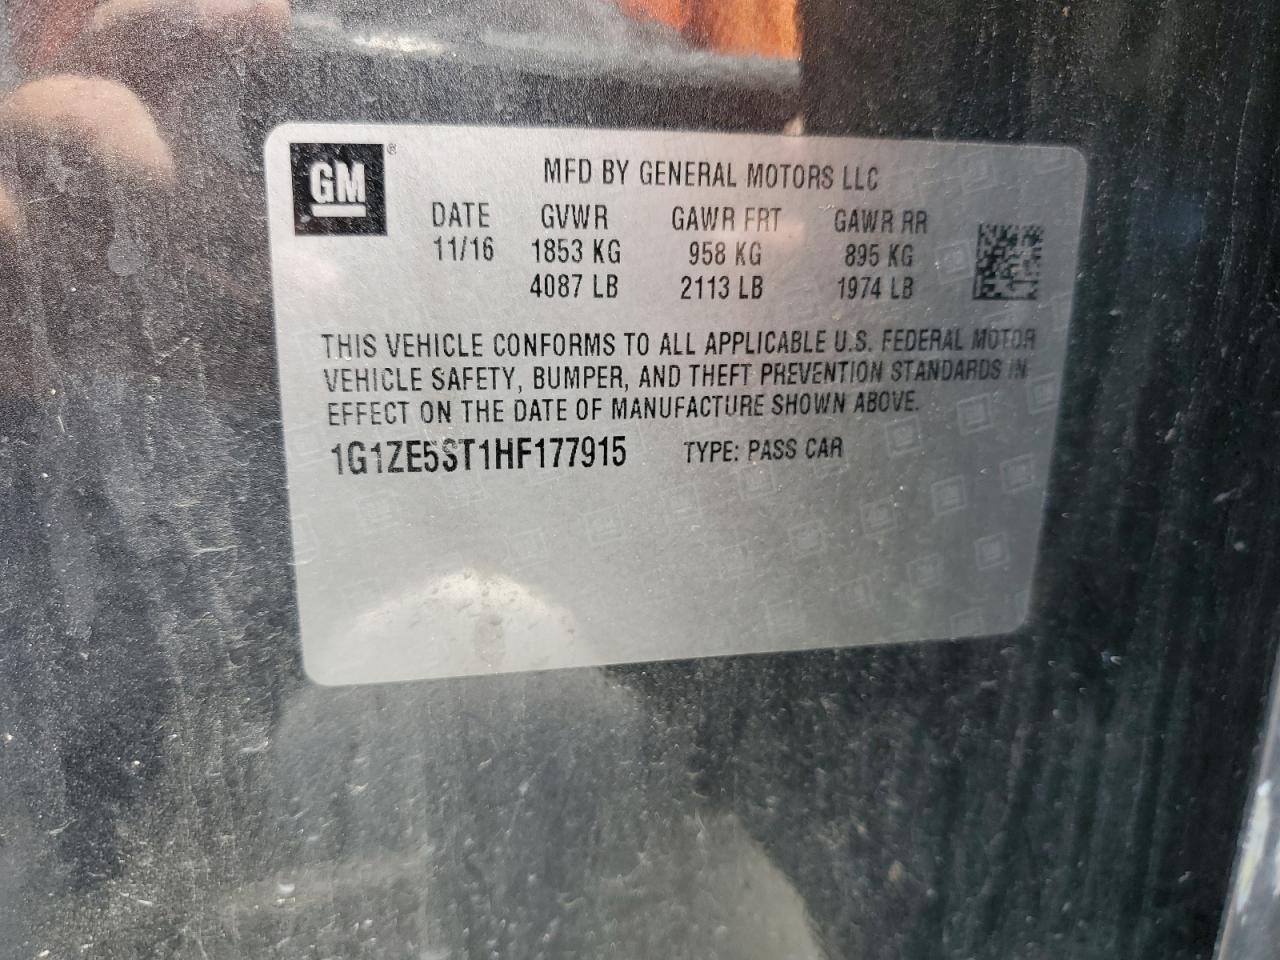 GM®
MFD BY GENERAL MOTORS LLC
DATE GVWR GAWR FRT GAWR RR
11/16 1853 KG 958 KG 895 KG
4087 LB 2113 LB 1974 LB
THIS VEHICLE CONFORMS TO ALL APPLICABLE U.S. FEDERAL MOTOR
VEHICLE SAFETY, BUMPER, AND THEFT PREVENTION STANDARDS IN
EFFECT ON THE DATE OF MANUFACTURE SHOWN ABOVE.
1G1ZE5ST1HF177915 TYPE: PASS CAR